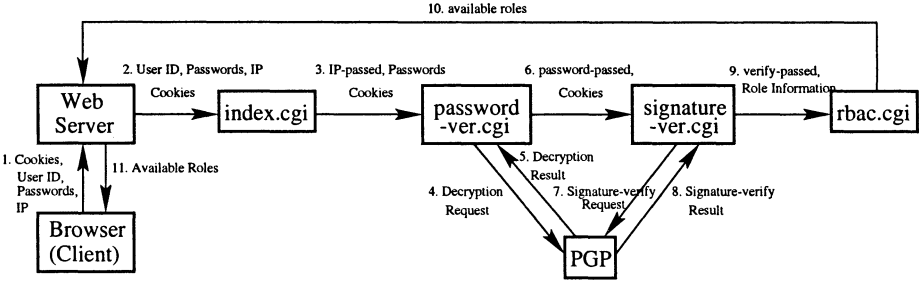 10. available roles
2. User ID, Passwords, IP
Cookies
3. IP-passed, Passwords
Cookies
6. password-passed,
Cookies
9. verify-passed,
Role Information
Web
Server
index.cgi
password
-ver.cgi
signature
-ver.cgi
rbac.cgi
1. Cookies,
User ID,
Passwords,
IP
11. Available Roles
5. Decryption
Result
4. Decryption
Request
7. Signature-verify
Request
8. Signature-verify
Result
Browser
(Client)
PGP